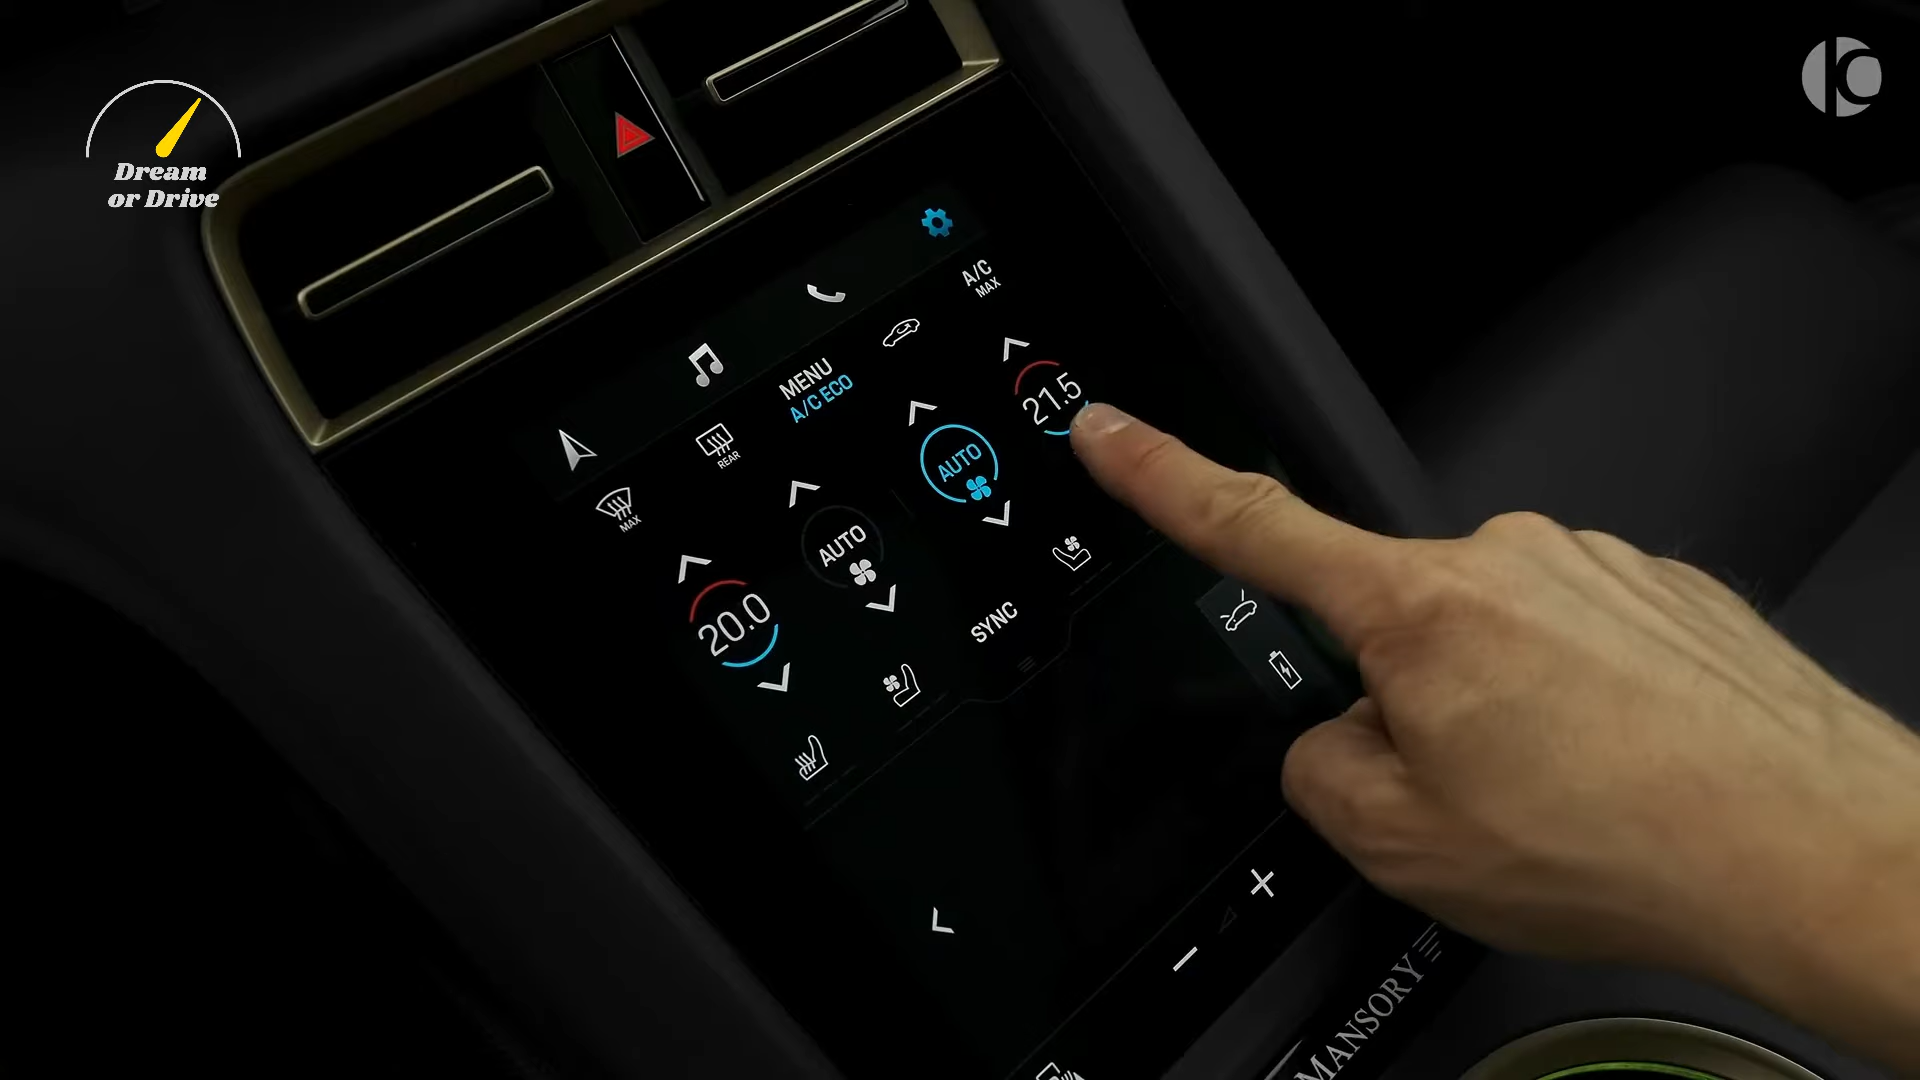 Dream
or Drive
A/C
MAX
MENU
A/C ECO
REAR
MAX
21.5
AUTO
AUTO
20.0
SYNC
MANSORY